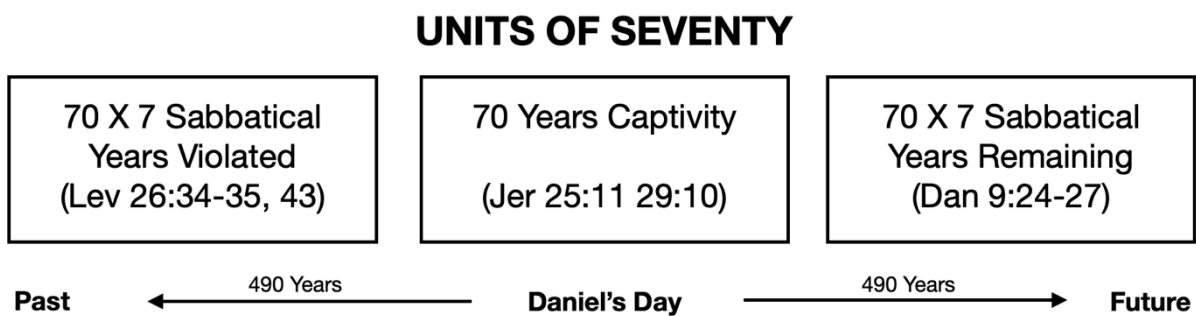 UNITS OF SEVENTY
70 X 7 Sabbatical
Years Violated
(Lev 26:34-35, 43)
70 Years Captivity
(Jer 25:11 29:10)
70 X 7 Sabbatical
Years Remaining
(Dan 9:24-27)
Past
490 Years
Daniel's Day
490 Years
Future